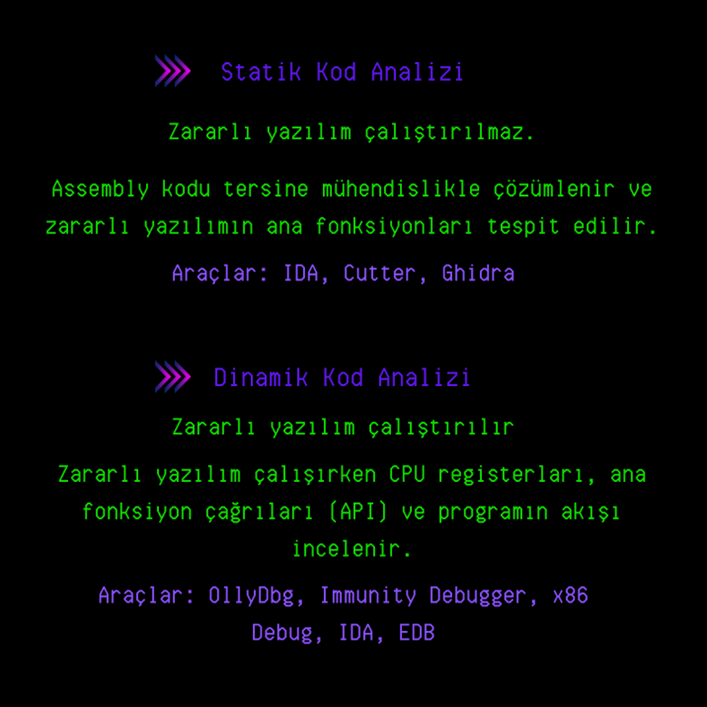 Statik Kod Analizi
Zararlı yazılım çalıştırılmaz.
Assembly kodu tersine mühendislikle çözümlenir ve
zararlı yazılımın ana fonksiyonları tespit edilir.
Araçlar: IDA, Cutter, Ghidra
Dinamik Kod Analizi
Zararlı yazılım çalıştırılır
Zararlı yazılım çalışırken CPU registerları, ana
fonksiyon çağrıları (API) ve programın akışı
incelenir.
Araçlar: OllyDbg, Immunity Debugger, x86
Debug, IDA, EDB